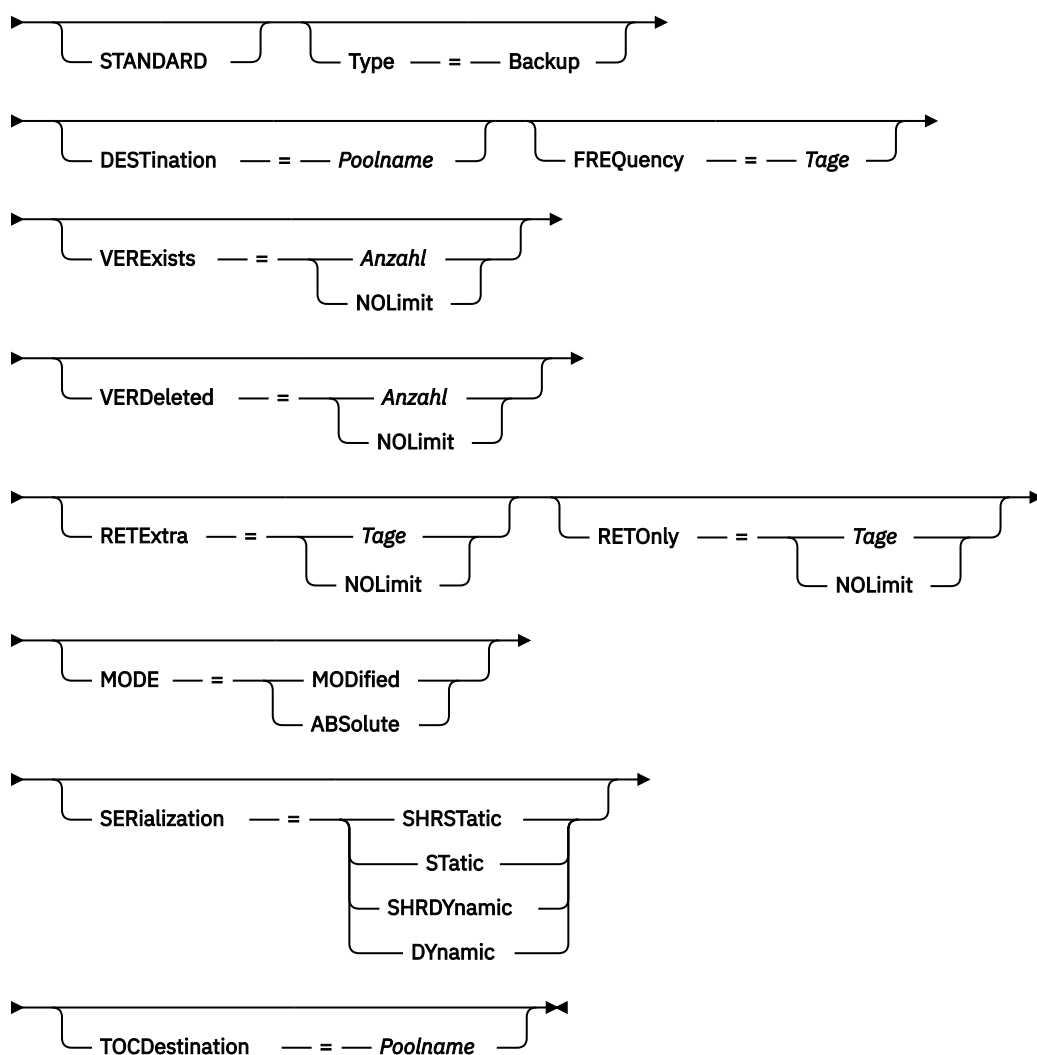 STANDARD Type = Backup
DESTination = Poolname FREQuency = Tage
VERExists = Anzahl
NOLimit
VERDeleted = Anzahl
NOLimit
RETExtra = Tage RETOnly = Tage
NOLimit NOLimit
MODE = MODified
ABSolute
SERialization = SHRSTatic
STatic
SHRDYnamic
DYnamic
TOCDestination = Poolname